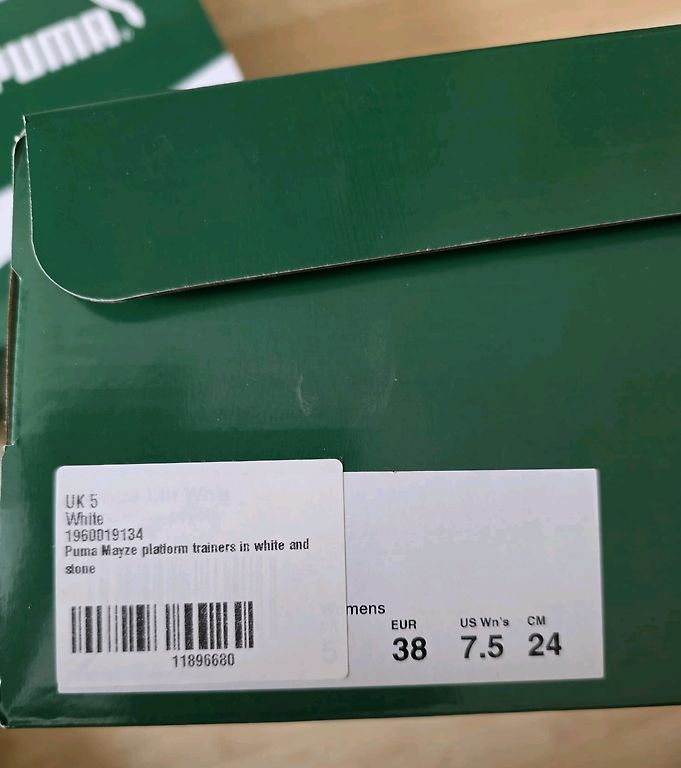 PUMA
UK 5
White
1960019134
Puma Mayze platform trainers in white and
stone
11896680
Womens
EUR
38
US Wn's
7.5
CM
24